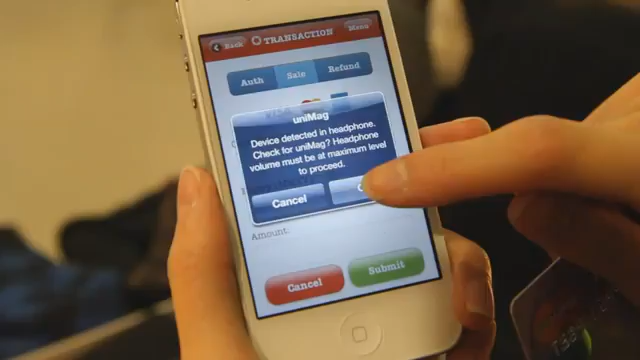 Back TRANSACTION Menu
Auth Sale Refund
uniMag
Device detected in headphone.
Check for uniMag? Headphone
volume must be at maximum level
to proceed.
Cancel
Amount:
Cancel Submit